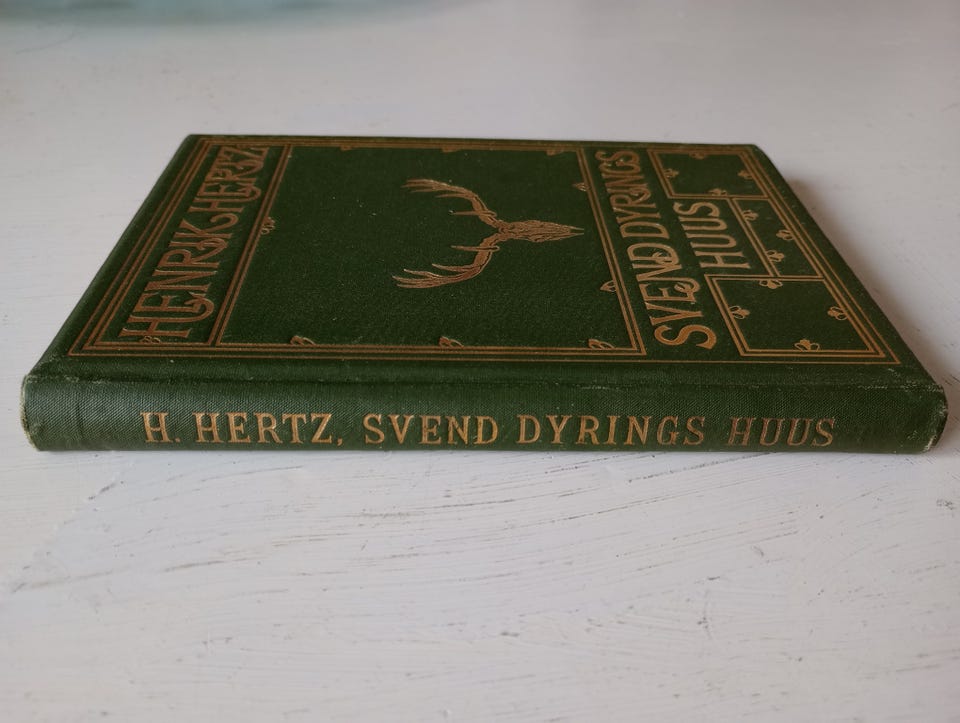 HENRIK HERTZ
SVEND DYRINGS
HUUS
H. HERTZ, SVEND DYRINGS HUUS